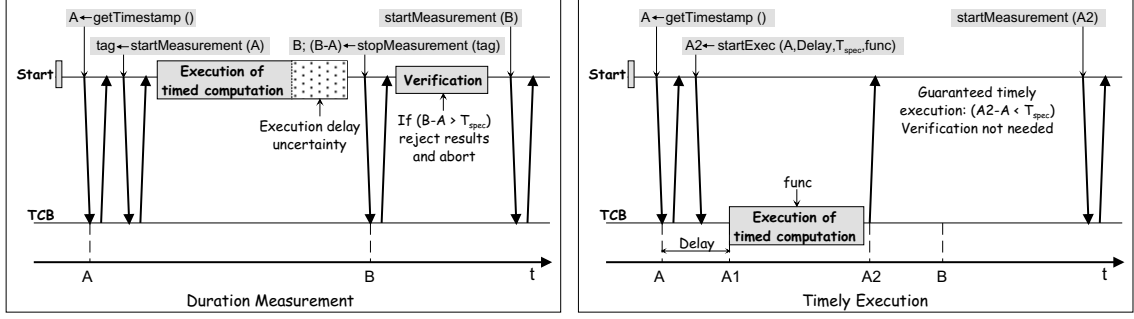 A←getTimestamp ()
startMeasurement (B)
tag←startMeasurement (A)
B; (B-A)←stopMeasurement (tag)
Start
Execution of
timed computation
Verification
Execution delay
uncertainty
If (B-A > Tspec)
reject results
and abort
TCB
A
B
t
Duration Measurement
A←getTimestamp ()
startMeasurement (A2)
A2←startExec (A,Delay,Tspec,func)
Start
Guaranteed timely
execution: (A2-A < Tspec)
Verification not needed
func
TCB
Execution of
timed computation
Delay
A
A1
A2
B
t
Timely Execution